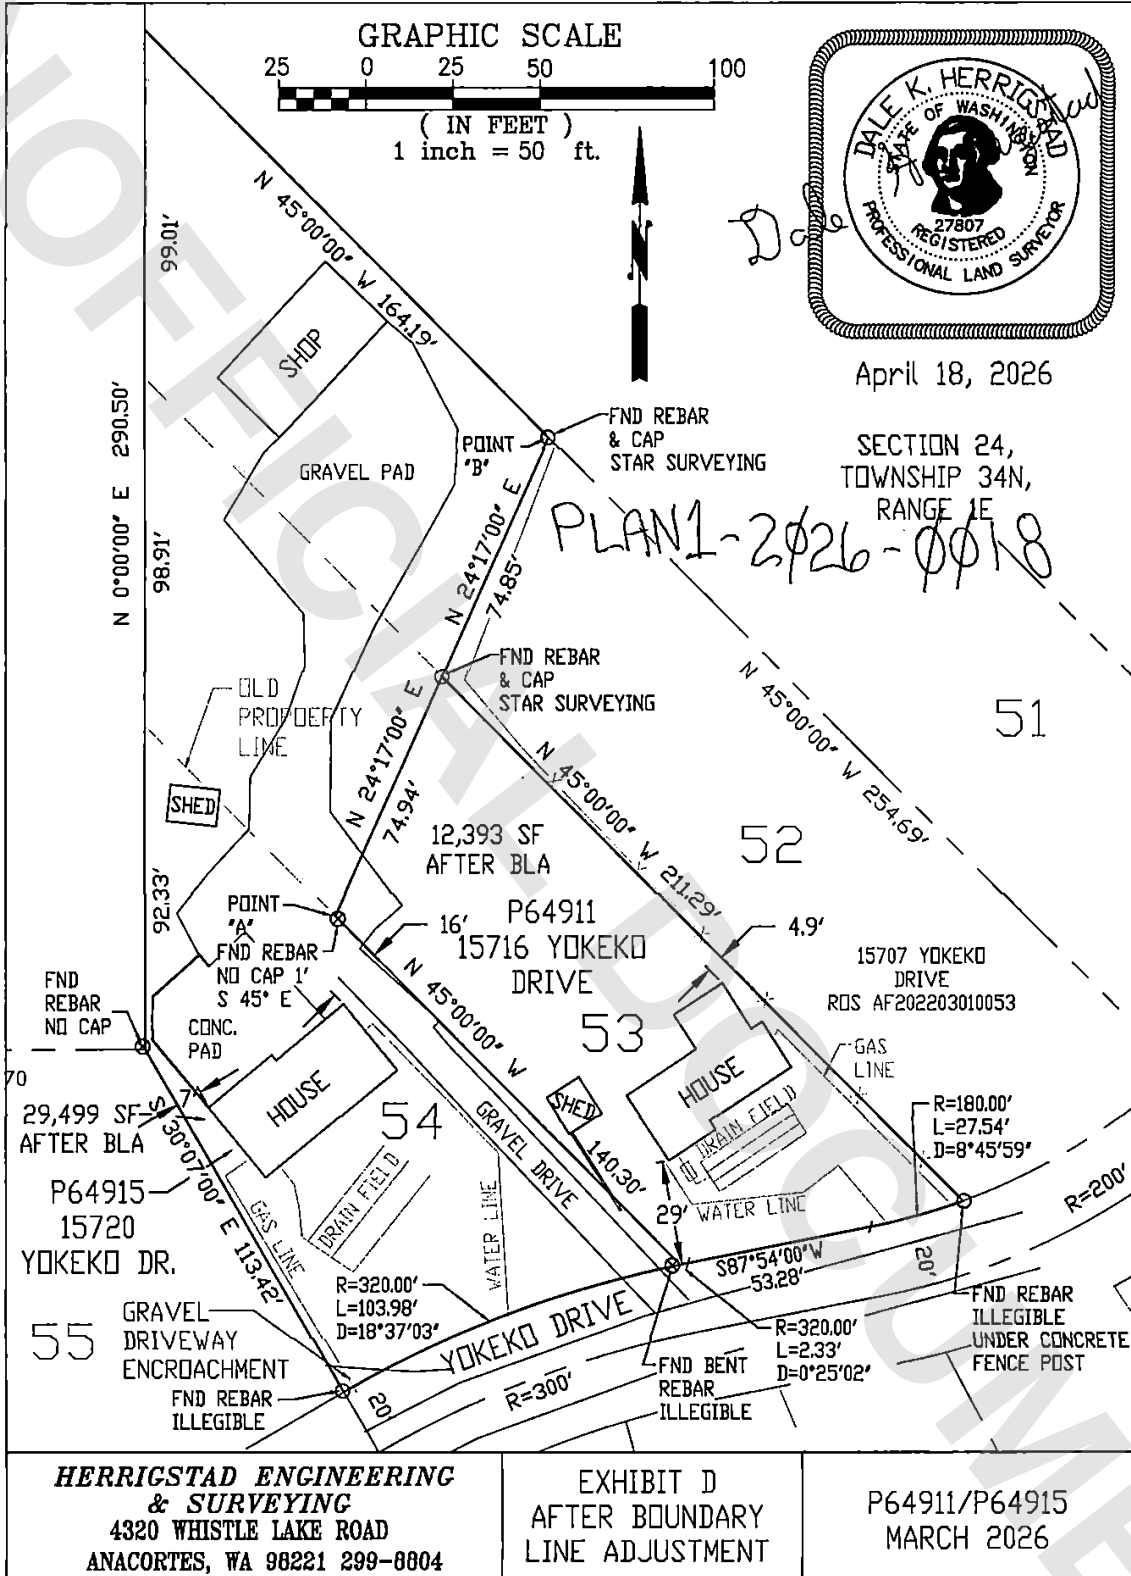 GRAPHIC SCALE
25 0 25 50 100
( IN FEET )
1 inch = 50 ft.
DALE K. HERRIGSTAD
STATE OF WASHINGTON
27807
REGISTERED
PROFESSIONAL LAND SURVEYOR
Dale
April 18, 2026
SECTION 24,
TOWNSHIP 34N,
RANGE 1E
PLAN1-2026-0018
N 45°00'00" W 164.19'
99.01'
SHOP
N 0°00'00" E 290.50'
98.91'
GRAVEL PAD
POINT
"B"
FND REBAR
& CAP
STAR SURVEYING
N 24°17'00" E
74.85'
FND REBAR
& CAP
STAR SURVEYING
OLD
PROPOERTY
LINE
SHED
N 24°17'00" E
74.94'
N 45°00'00" W 254.69'
51
N 45°00'00" W 211.29'
52
12,393 SF
AFTER BLA
P64911
15716 YOKEKO
DRIVE
53
92.33'
POINT
"A"
FND REBAR
NO CAP 1'
S 45° E
16'
4.9'
15707 YOKEKO
DRIVE
ROS AF202203010053
FND
REBAR
NO CAP
CONC.
PAD
N 45°00'00" W
140.30'
HOUSE
HOUSE
SHED
GAS
LINE
70
7'
29,499 SF
AFTER BLA
54
GRAVEL DRIVE
DRAIN FIELD
R=180.00'
L=27.54'
D=8°45'59"
S 30°07'00" E 113.42'
P64915
15720
YOKEKO DR.
GAS LINE
DRAIN FIELD
WATER LINE
29'
WATER LINE
R=200'
S87°54'00"W
53.28'
20'
R=320.00'
L=103.98'
D=18°37'03"
YOKEKO DRIVE
55
GRAVEL
DRIVEWAY
ENCROACHMENT
FND REBAR
ILLEGIBLE
20'
R=300'
FND BENT
REBAR
ILLEGIBLE
R=320.00'
L=2.33'
D=0°25'02"
FND REBAR
ILLEGIBLE
UNDER CONCRETE
FENCE POST
HERRIGSTAD ENGINEERING
& SURVEYING
4320 WHISTLE LAKE ROAD
ANACORTES, WA 98221 299-8804
EXHIBIT D
AFTER BOUNDARY
LINE ADJUSTMENT
P64911/P64915
MARCH 2026